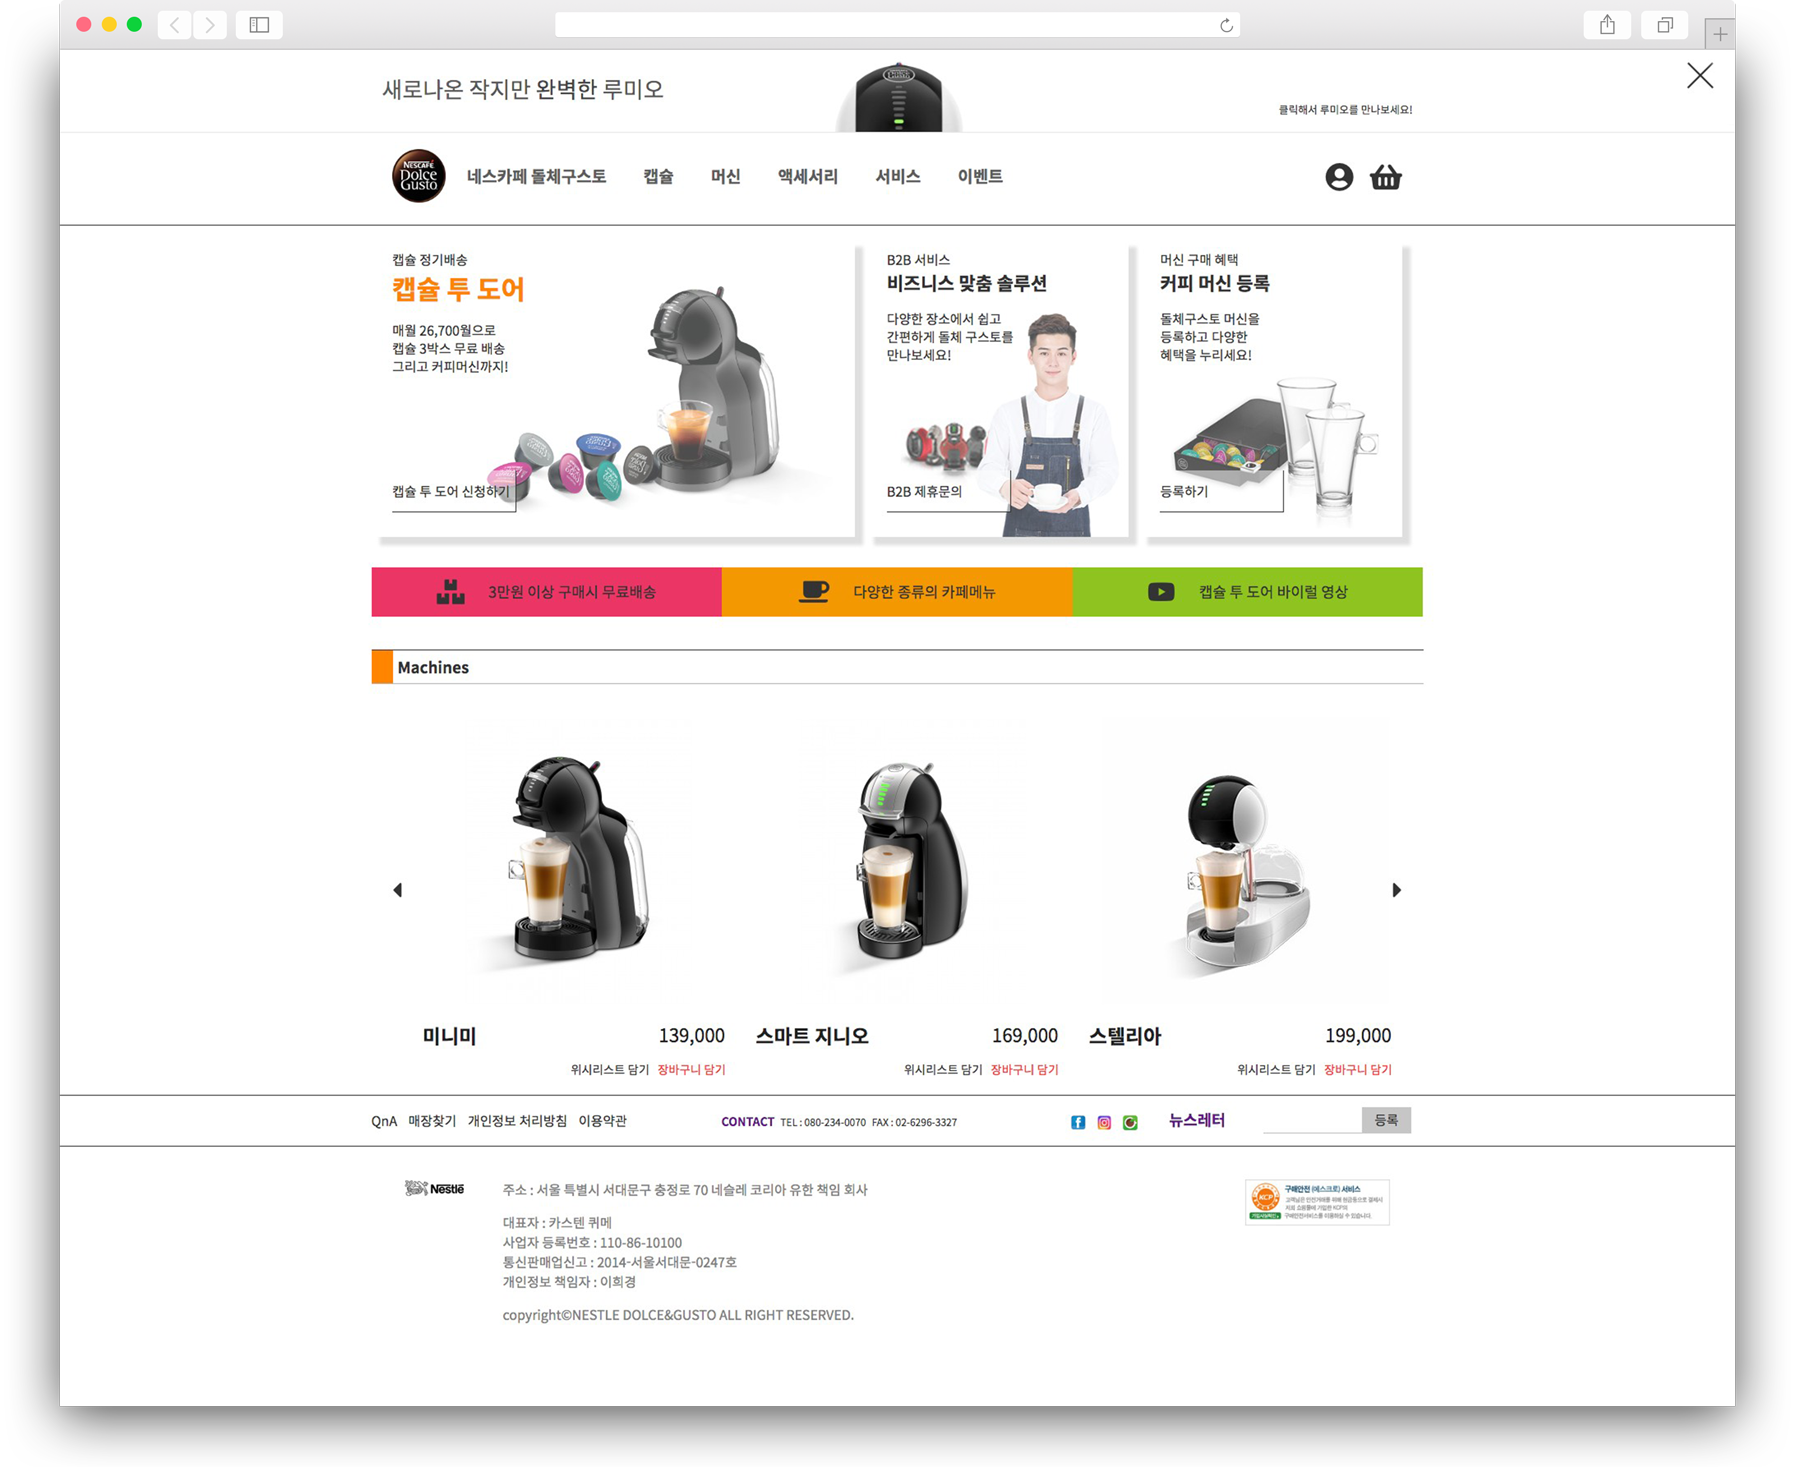 새로나온 작지만 완벽한 루미오
클릭해서 루미오를 만나보세요!
NESCAFÉ
Dolce
Gusto
네스카페 돌체구스토 캡슐 머신 액세서리 서비스 이벤트
캡슐 정기배송
캡슐 투 도어
매월 26,700월으로
캡슐 3박스 무료 배송
그리고 커피머신까지!
캡슐 투 도어 신청하기
B2B 서비스
비즈니스 맞춤 솔루션
다양한 장소에서 쉽고
간편하게 돌체 구스토를
만나보세요!
B2B 제휴문의
머신 구매 혜택
커피 머신 등록
돌체구스토 머신을
등록하고 다양한
혜택을 누리세요!
등록하기
3만원 이상 구매시 무료배송
다양한 종류의 카페메뉴
캡슐 투 도어 바이럴 영상
Machines
미니미 139,000
위시리스트 담기 장바구니 담기
스마트 지니오 169,000
위시리스트 담기 장바구니 담기
스텔리아 199,000
위시리스트 담기 장바구니 담기
QnA 매장찾기 개인정보 처리방침 이용약관
CONTACT TEL : 080-234-0070 FAX : 02-6296-3327
뉴스레터
등록
Nestle
주소 : 서울 특별시 서대문구 충정로 70 네슬레 코리아 유한 책임 회사
대표자 : 카스텐 퀴메
사업자 등록번호 : 110-86-10100
통신판매업신고 : 2014-서울서대문-0247호
개인정보 책임자 : 이희경
copyright©NESTLE DOLCE&GUSTO ALL RIGHT RESERVED.
KCP
구매안전 (에스크로) 서비스